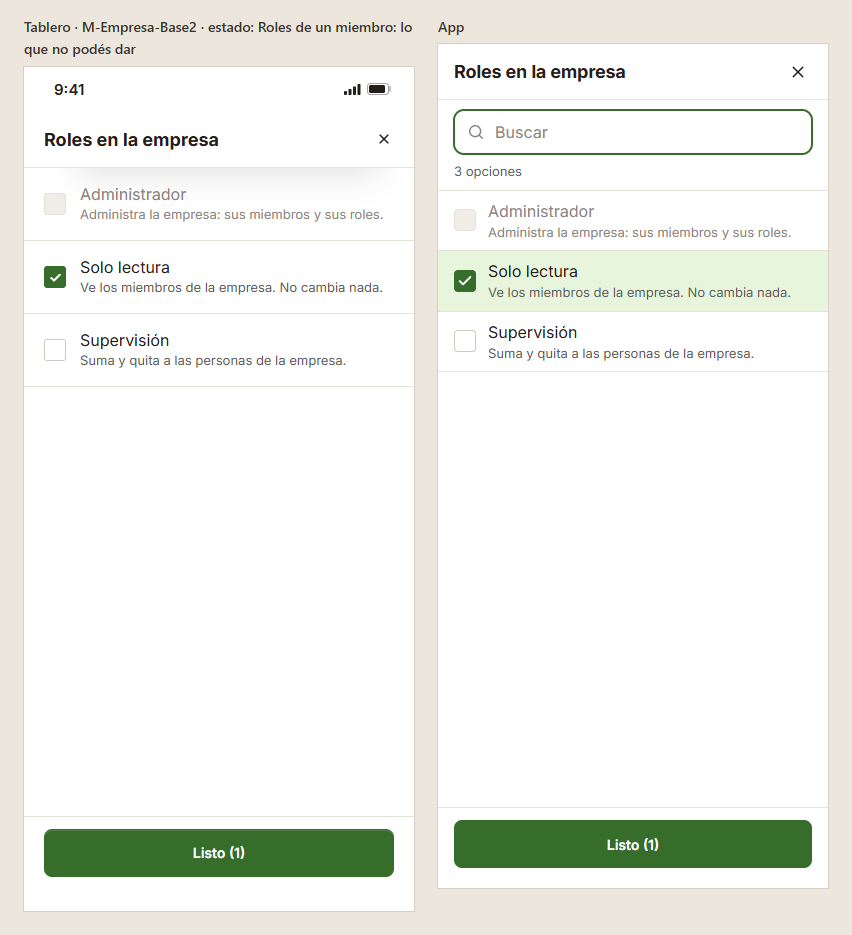 Tablero · M-Empresa-Base2 · estado: Roles de un miembro: lo
que no podés dar
9:41
Roles en la empresa
Administrador
Administra la empresa: sus miembros y sus roles.
Solo lectura
Ve los miembros de la empresa. No cambia nada.
Supervisión
Suma y quita a las personas de la empresa.
Listo (1)
App
Roles en la empresa
Buscar
3 opciones
Administrador
Administra la empresa: sus miembros y sus roles.
Solo lectura
Ve los miembros de la empresa. No cambia nada.
Supervisión
Suma y quita a las personas de la empresa.
Listo (1)